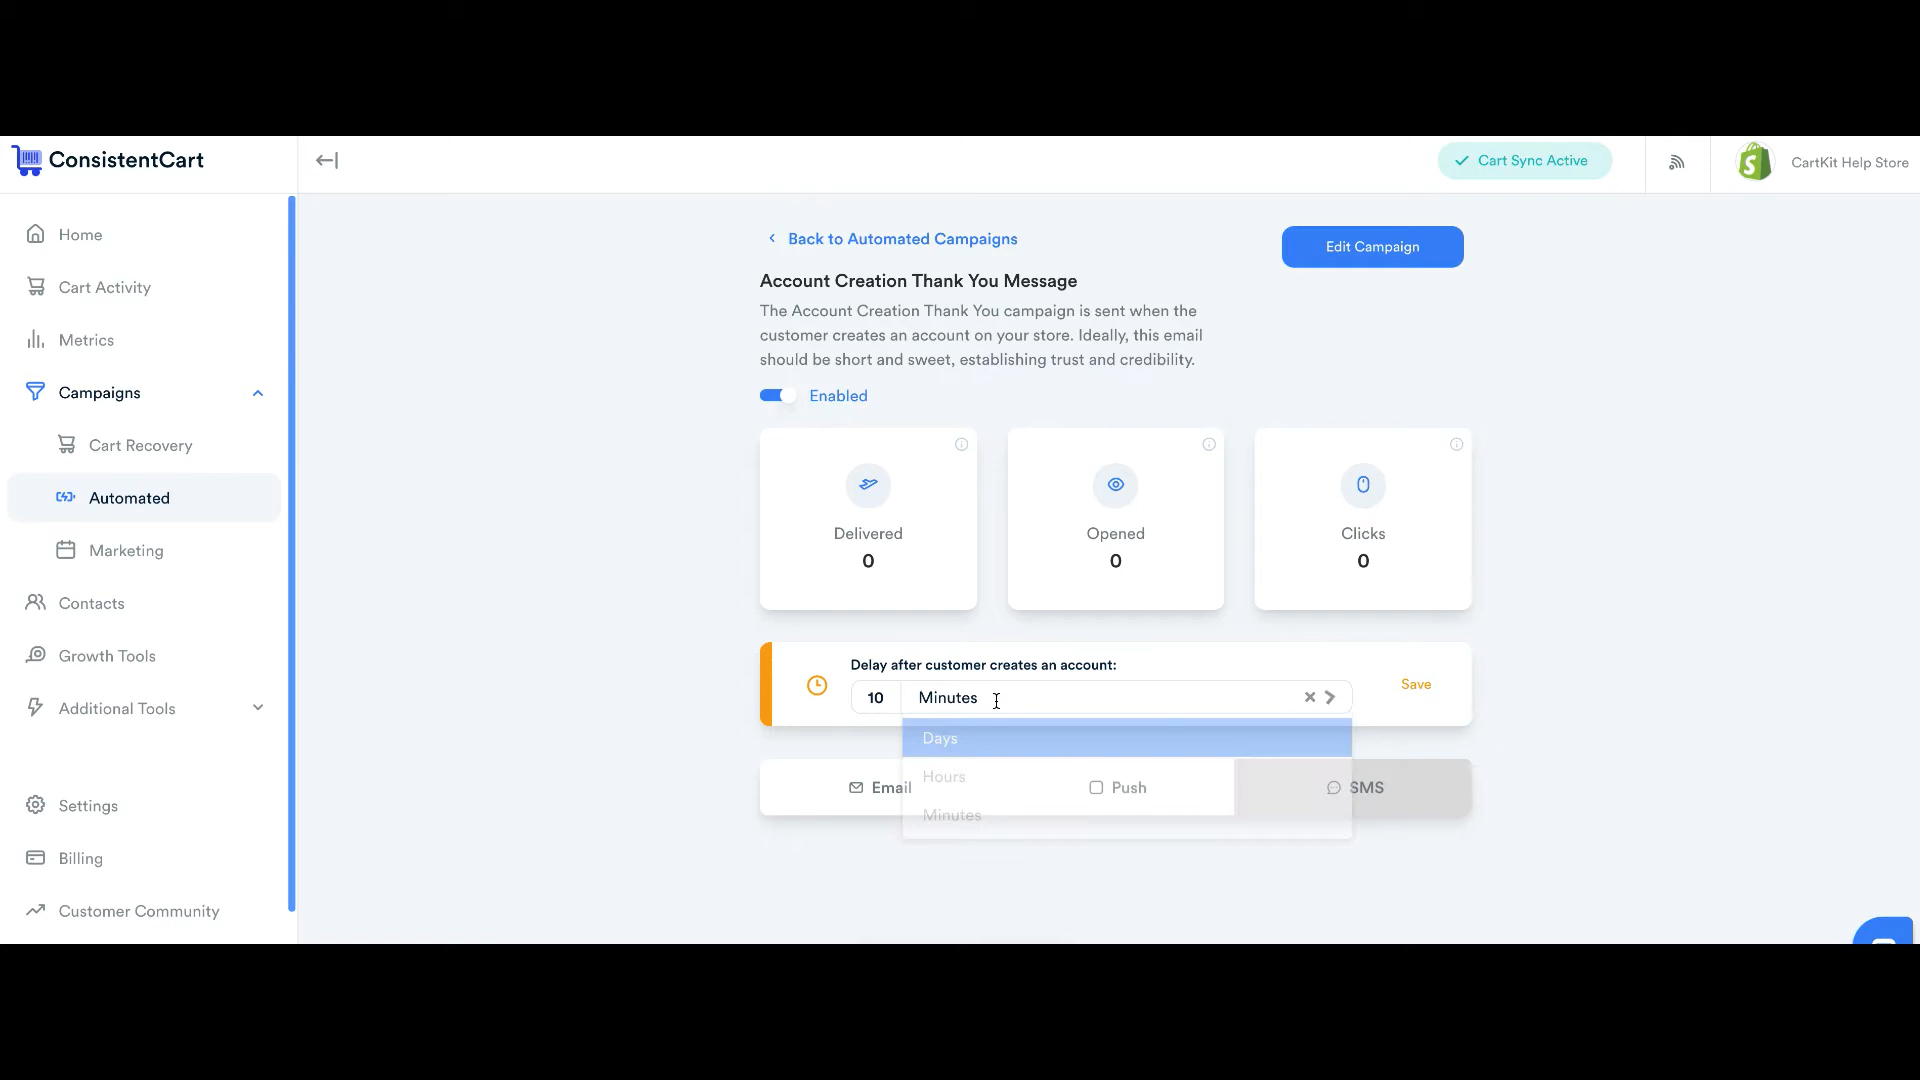 ConsistentCart
Cart Sync Active
CartKit Help Store
Home
Cart Activity
Metrics
Campaigns
Cart Recovery
Automated
Marketing
Contacts
Growth Tools
Additional Tools
Settings
Billing
Customer Community
Back to Automated Campaigns
Edit Campaign
Account Creation Thank You Message
The Account Creation Thank You campaign is sent when the
customer creates an account on your store. Ideally, this email
should be short and sweet, establishing trust and credibility.
Enabled
Delivered
0
Opened
0
Clicks
0
Delay after customer creates an account:
10 Minutes
Save
Days
Hours
Minutes
Email
Push
SMS